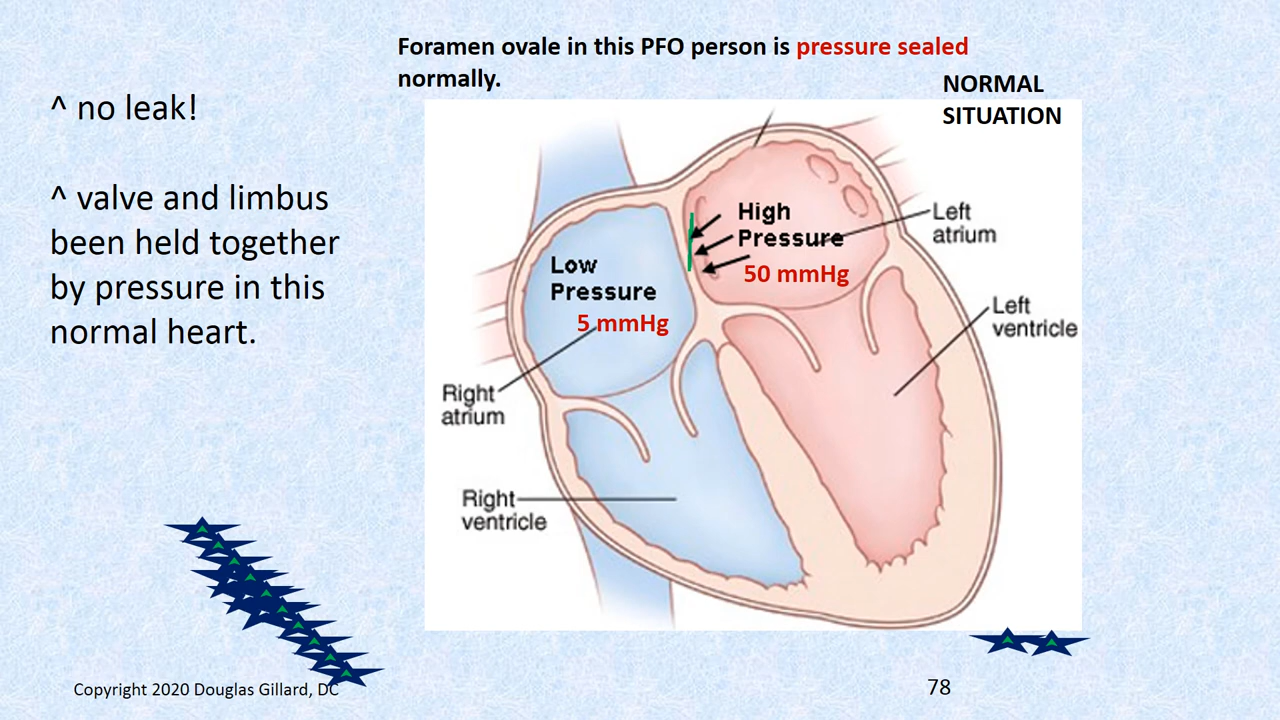 Foramen ovale in this PFO person is pressure sealed
normally.
NORMAL
SITUATION
^ no leak!
^ valve and limbus
been held together
by pressure in this
normal heart.
High
Pressure
50 mmHg
Left
atrium
Low
Pressure
5 mmHg
Left
ventricle
Right
atrium
Right
ventricle
Copyright 2020 Douglas Gillard, DC
78